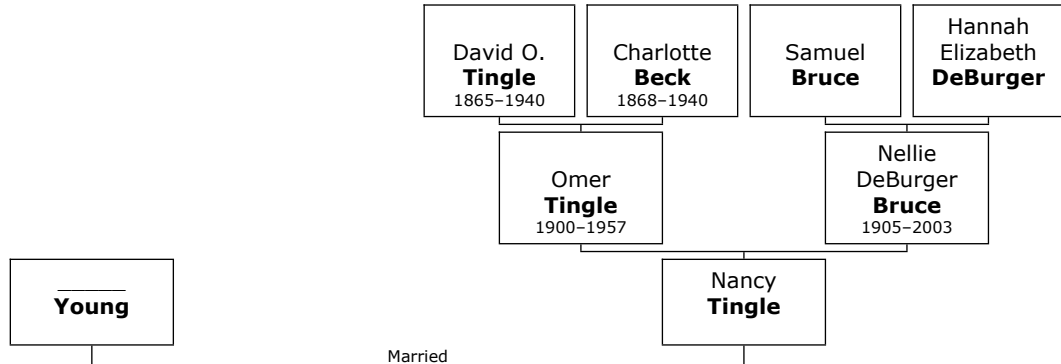 David O.
Tingle
1865–1940
Charlotte
Beck
1868–1940
Samuel
Bruce
Hannah
Elizabeth
DeBurger
Omer
Tingle
1900–1957
Nellie
DeBurger
Bruce
1905–2003
______
Young
Nancy
Tingle
Married